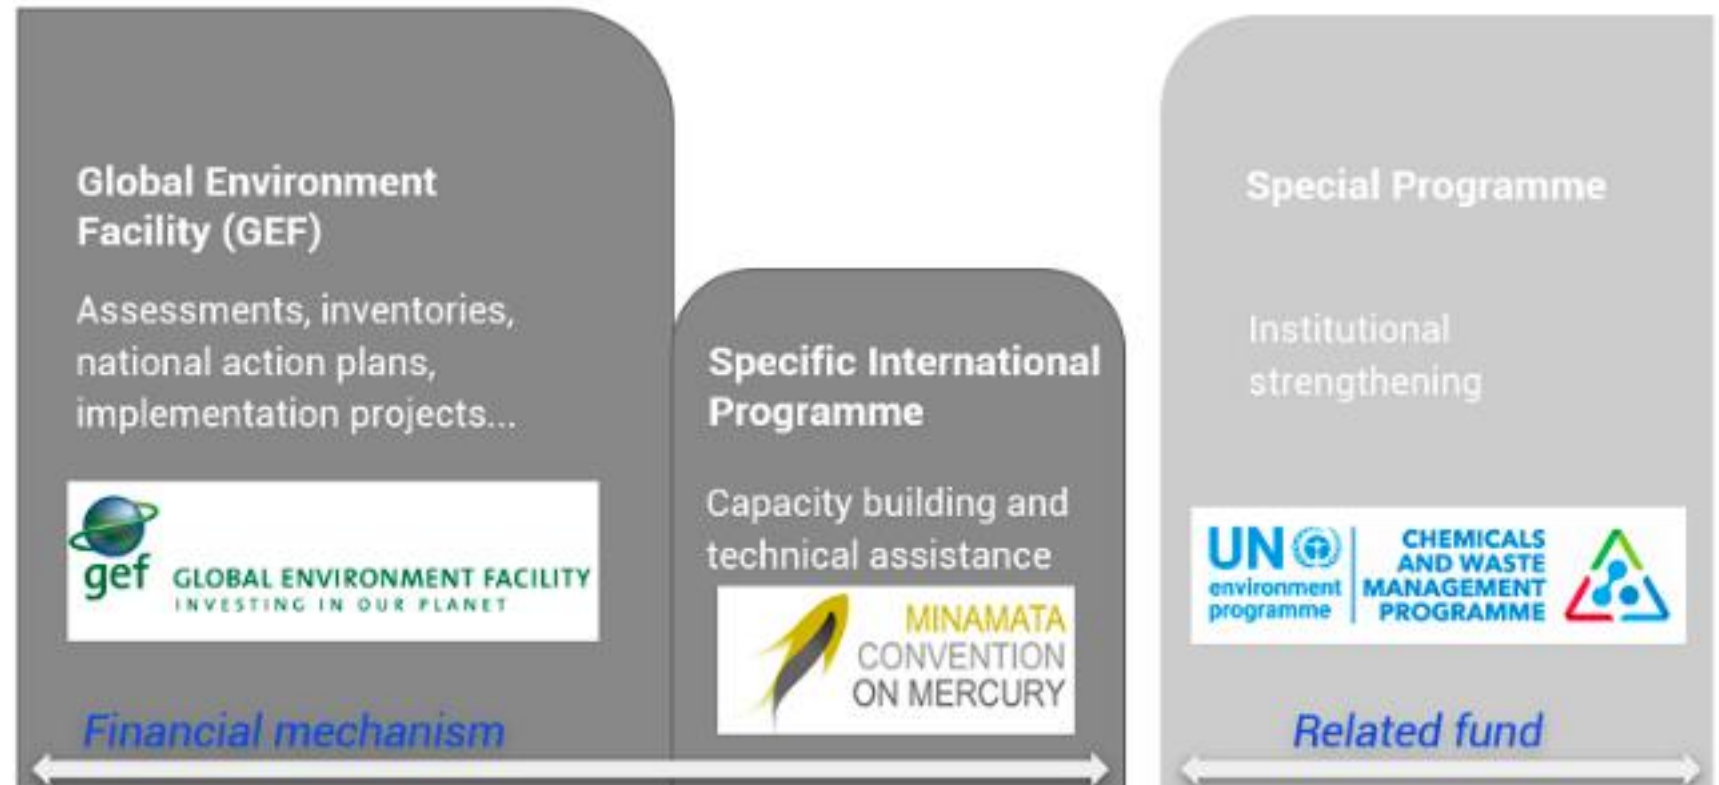 Global Environment
Facility (GEF)
Assessments, inventories,
national action plans,
implementation projects...
gef
GLOBAL ENVIRONMENT FACILITY
INVESTING IN OUR PLANET
Financial mechanism
Specific International
Programme
Capacity building and
technical assistance
MINAMATA
CONVENTION
ON MERCURY
Special Programme
Institutional
strengthening
UN
environment
programme
CHEMICALS
AND WASTE
MANAGEMENT
PROGRAMME
Related fund